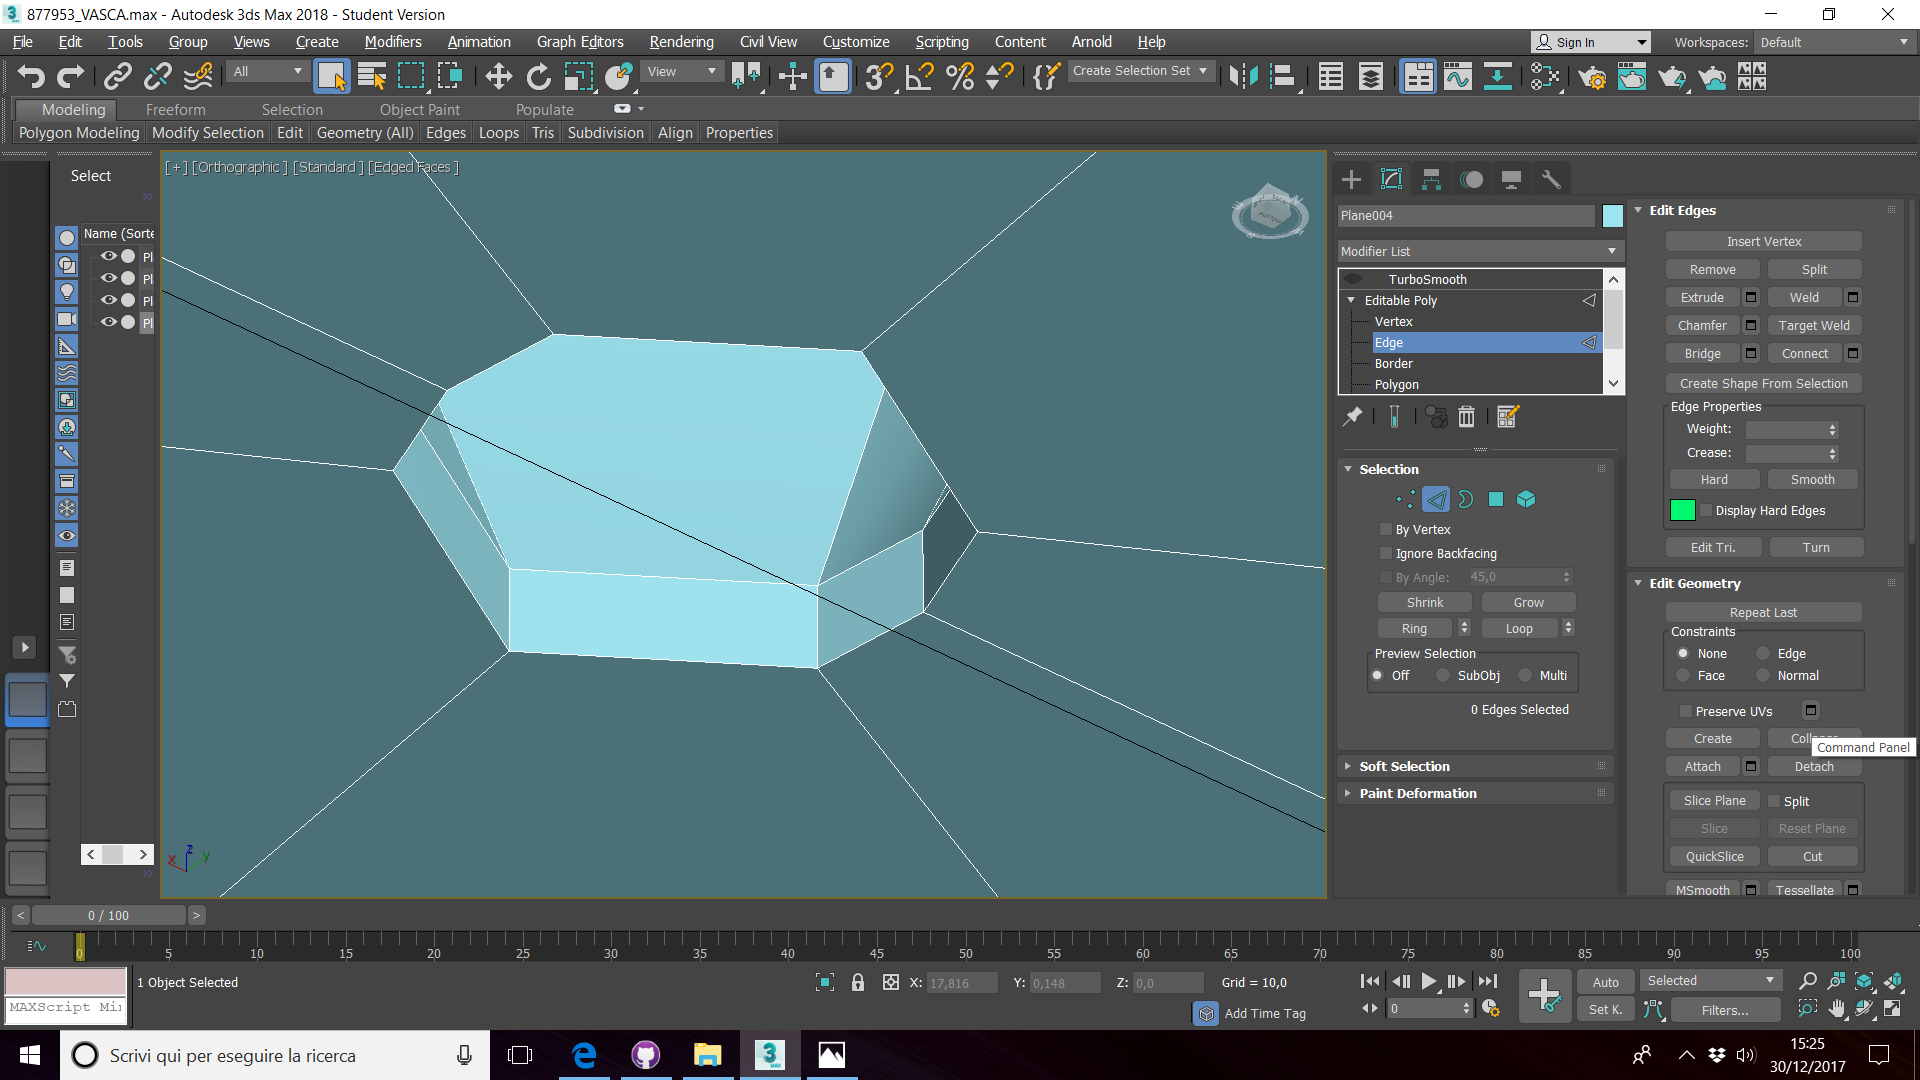 877953_VASCA.max - Autodesk 3ds Max 2018 - Student Version
File Edit Tools Group Views Create Modifiers Animation Graph Editors Rendering Civil View Customize Scripting Content Arnold Help
Sign In
Workspaces: Default
All
View
Create Selection Set
Modeling Freeform Selection Object Paint Populate
Polygon Modeling Modify Selection Edit Geometry (All) Edges Loops Tris Subdivision Align Properties
Select
Name (Sorte
Pl
Pl
Pl
Pl
[+] [Orthographic ] [Standard ] [Edged Faces ]
x z y
Plane004
Modifier List
TurboSmooth
Editable Poly
Vertex
Edge
Border
Polygon
Selection
By Vertex
Ignore Backfacing
By Angle: 45,0
Shrink Grow
Ring Loop
Preview Selection
Off SubObj Multi
0 Edges Selected
Soft Selection
Paint Deformation
Edit Edges
Insert Vertex
Remove Split
Extrude Weld
Chamfer Target Weld
Bridge Connect
Create Shape From Selection
Edge Properties
Weight:
Crease:
Hard Smooth
Display Hard Edges
Edit Tri. Turn
Edit Geometry
Repeat Last
Constraints
None Edge
Face Normal
Preserve UVs
Create
Command Panel
Attach Detach
Slice Plane Split
Slice Reset Plane
QuickSlice Cut
MSmooth Tessellate
< 0 / 100 >
0 5 10 15 20 25 30 35 40 45 50 55 60 65 70 75 80 85 90 95 100
MAXScript Mi
1 Object Selected
X: 17,816 Y: 0,148 Z: 0,0 Grid = 10,0
Add Time Tag
0
Auto Selected
Set K. Filters...
Scrivi qui per eseguire la ricerca
3
MAX
15:25
30/12/2017